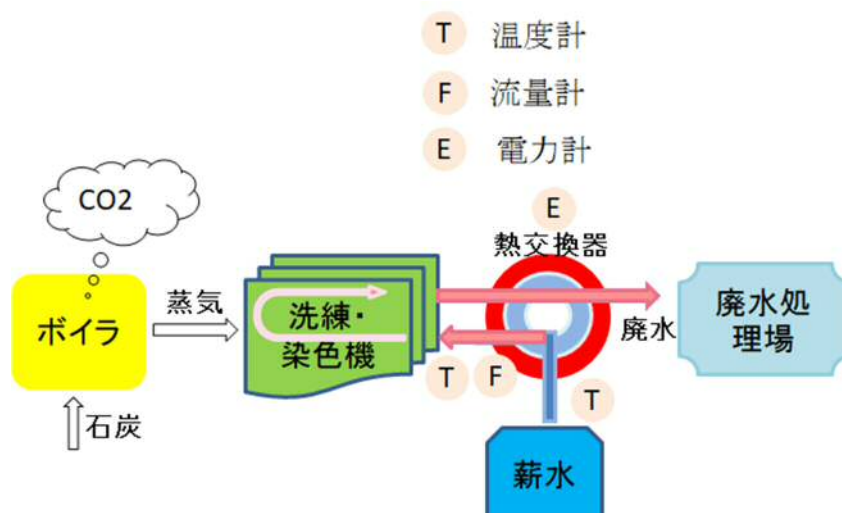 T 温度計
F 流量計
E 電力計
CO2
E
熱交換器
ボイラ
蒸気
洗練・
染色機
廃水
廃水処
理場
T
F
T
石炭
薪水